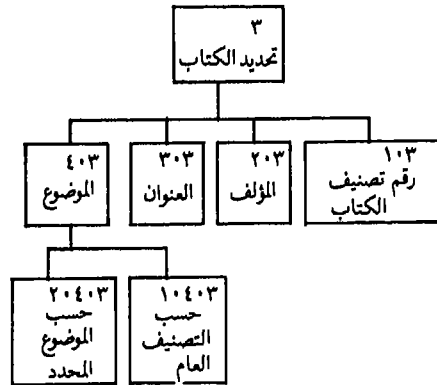 ٣
تحديد الكتاب
١٠٣
رقم تصنيف
الكتاب
٢٠٣
المؤلف
٣٠٣
العنوان
٤٠٣
الموضوع
١٠٤٠٣
حسب
التصنيف
العام
٢٠٤٠٣
حسب
الموضوع
المحدد